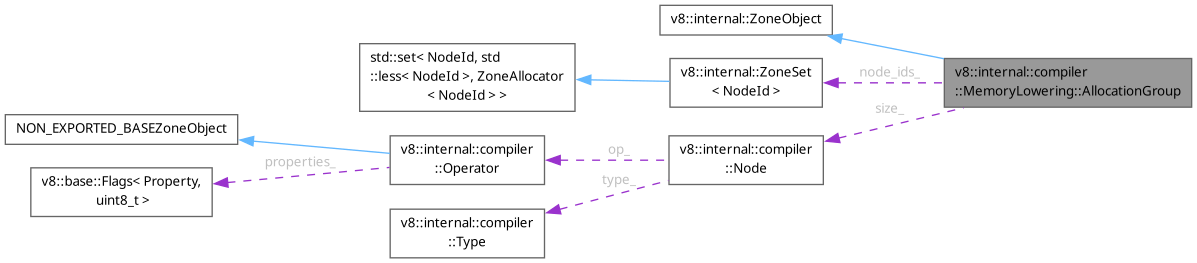 v8::internal::ZoneObject
std::set< NodeId, std
::less< NodeId >, ZoneAllocator
< NodeId > >
v8::internal::ZoneSet
< NodeId >
node_ids_
v8::internal::compiler
::MemoryLowering::AllocationGroup
size_
NON_EXPORTED_BASEZoneObject
properties_
v8::base::Flags< Property,
uint8_t >
v8::internal::compiler
::Operator
op_
v8::internal::compiler
::Node
type_
v8::internal::compiler
::Type